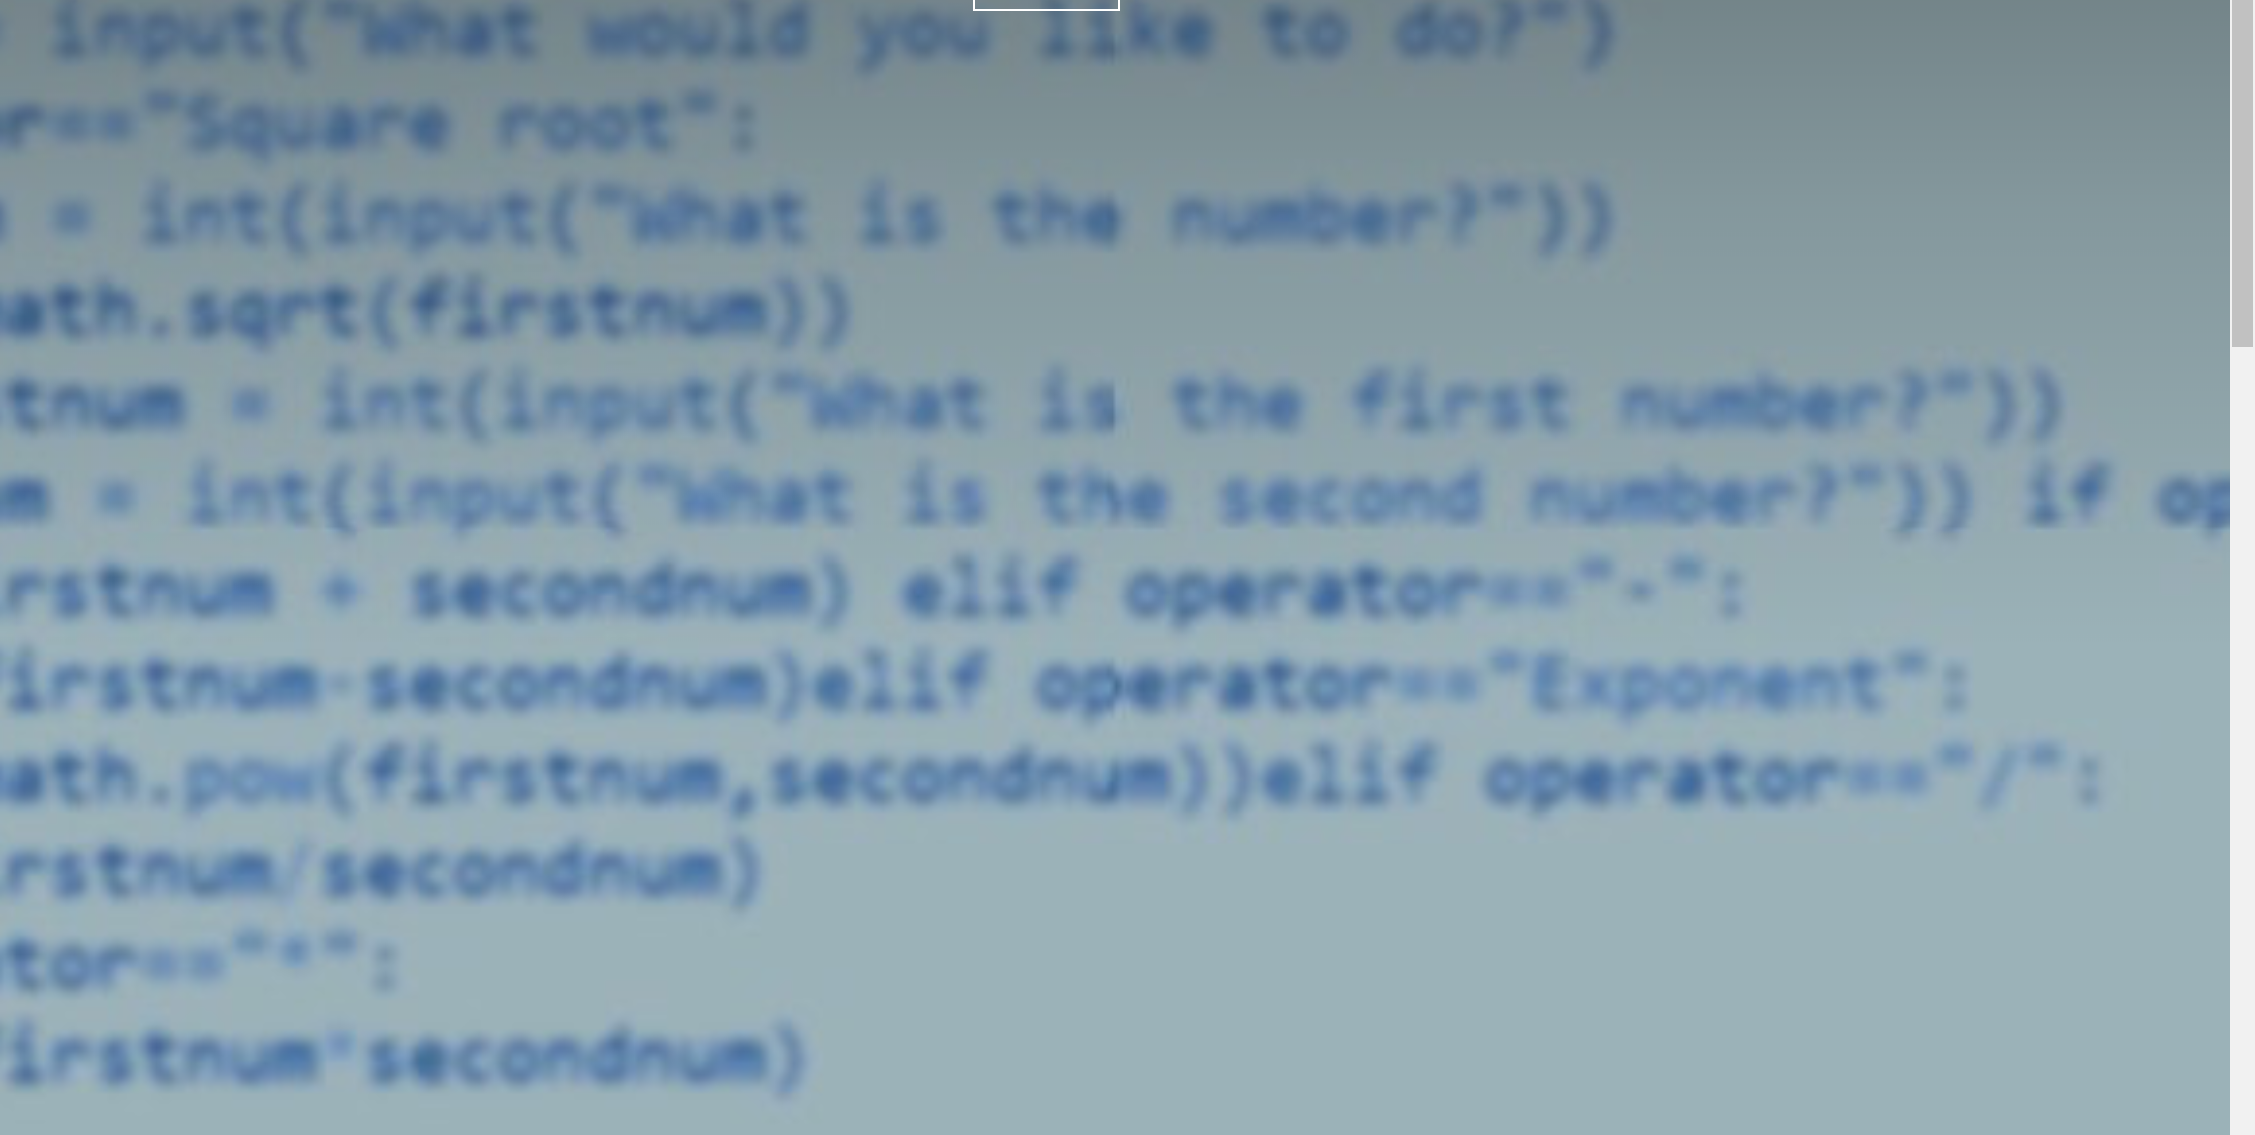 input("What would you like to do?")
r=="Square root":
= int(input("What is the number?"))
ath.sqrt(firstnum))
tnum = int(input("What is the first number?"))
m = int(input("What is the second number?")) if op
rstnum + secondnum) elif operator=="-":
irstnum-secondnum)elif operator=="Exponent":
ath.pow(firstnum,secondnum))elif operator=="/":
rstnum/secondnum)
tor=="*":
irstnum*secondnum)